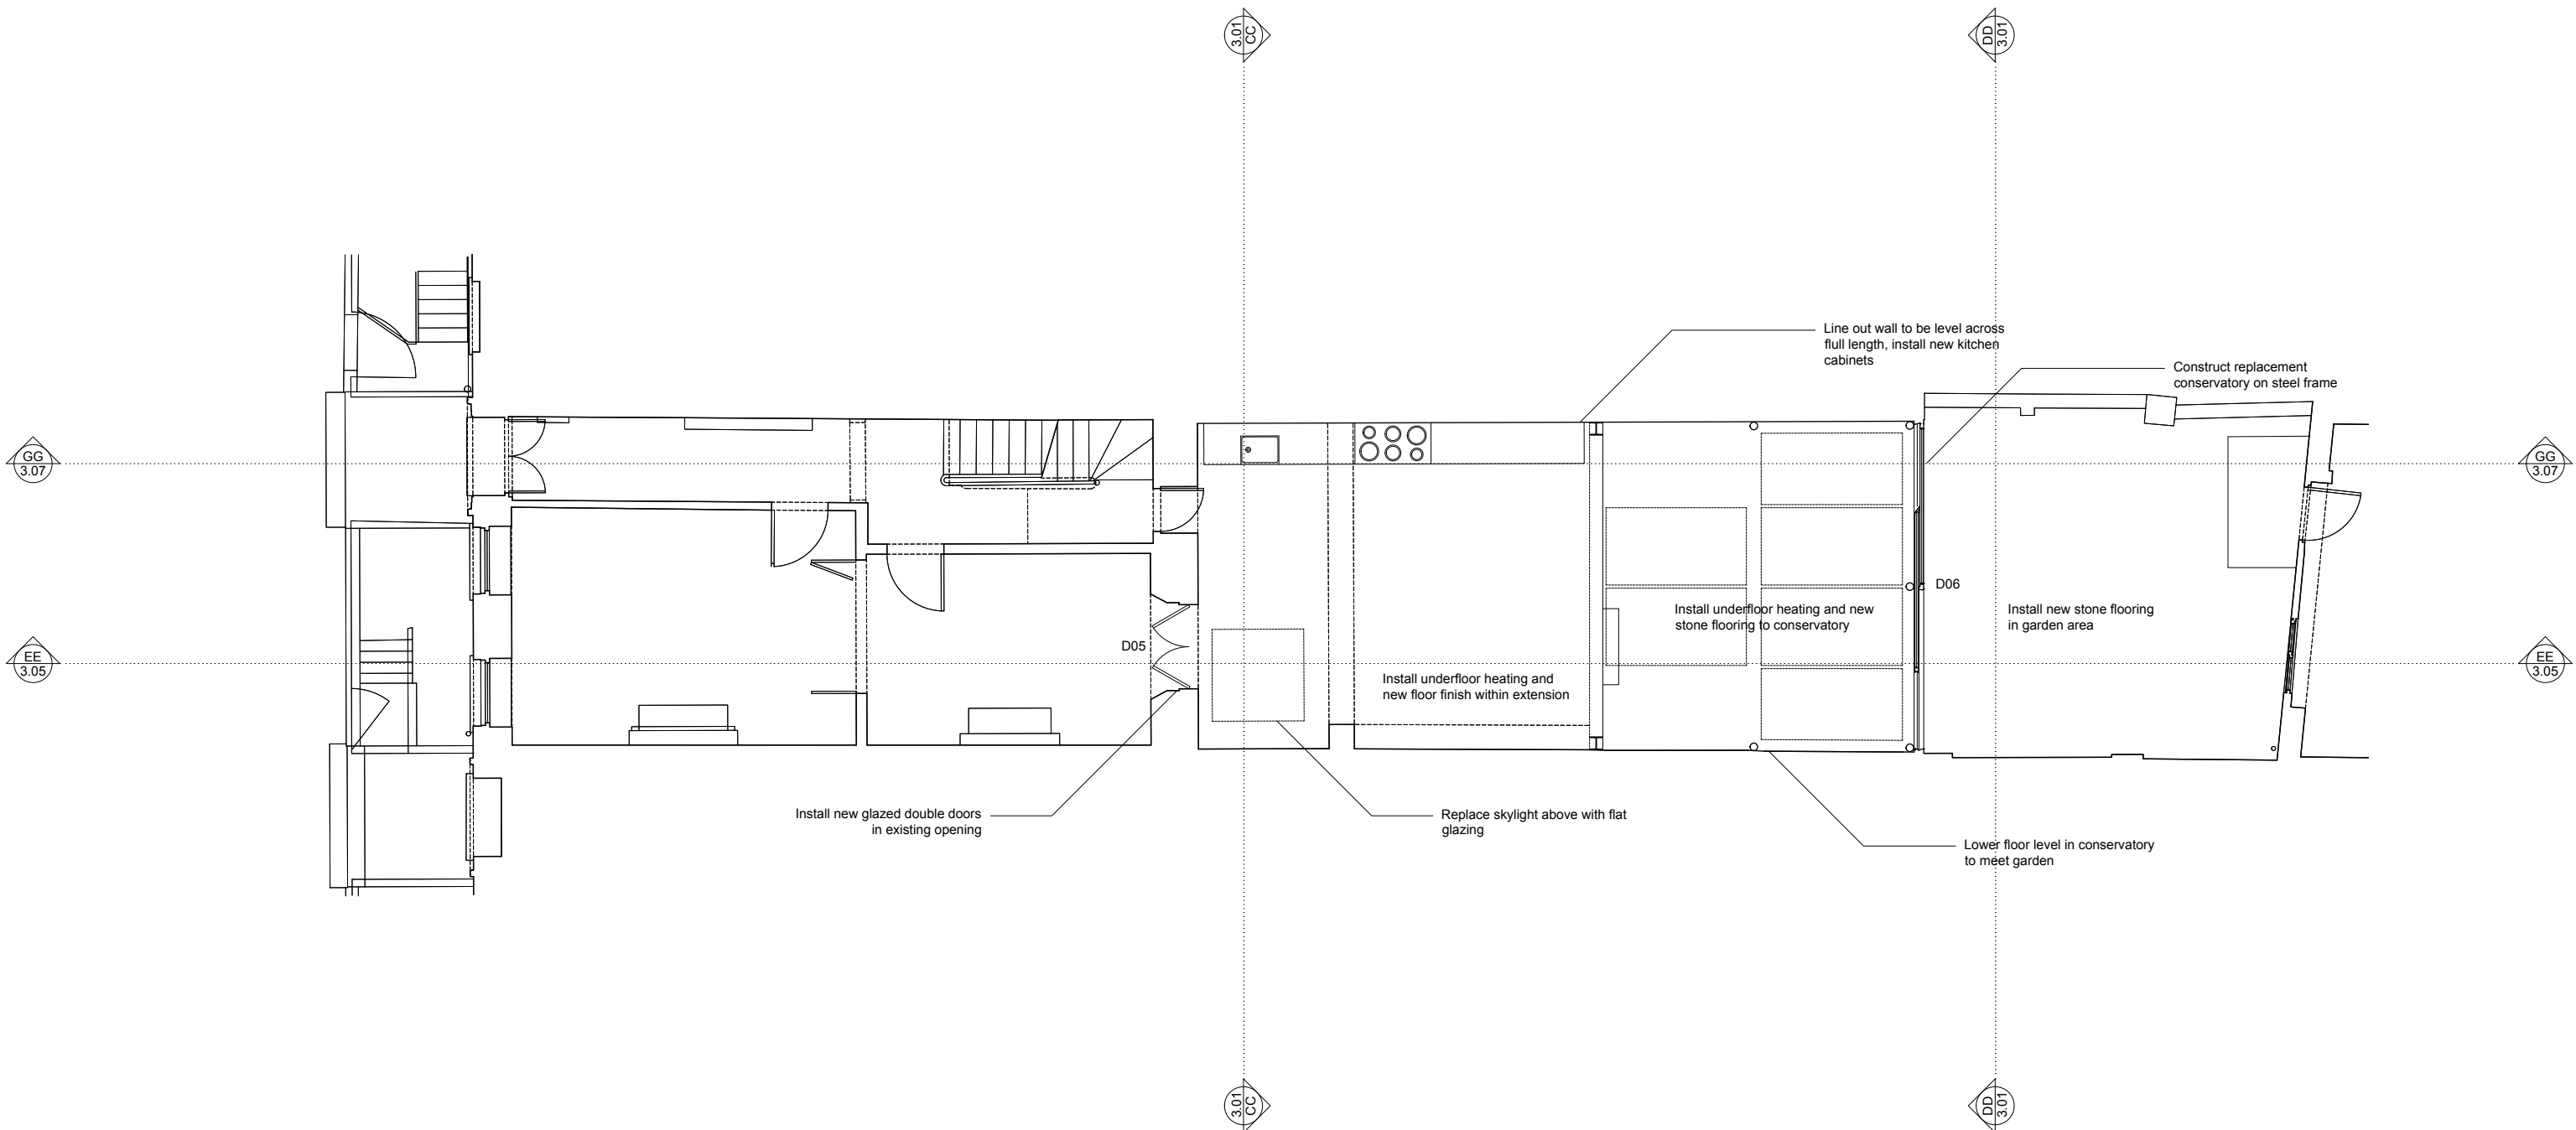 3.01
CC
DD
3.01
Line out wall to be level across
flull length, install new kitchen
cabinets
Construct replacement
conservatory on steel frame
GG
3.07
GG
3.07
D06
Install underfloor heating and new
stone flooring to conservatory
Install new stone flooring
in garden area
D05
EE
3.05
EE
3.05
Install underfloor heating and
new floor finish within extension
Install new glazed double doors
in existing opening
Replace skylight above with flat
glazing
Lower floor level in conservatory
to meet garden
3.01
CC
DD
3.01